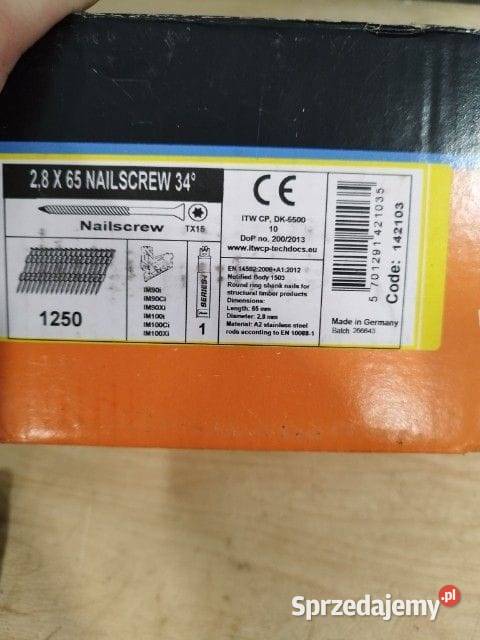 2,8 X 65 NAILSCREW 34°
Nailscrew
TX15
IM90i
IM90Ci
IM90Xi
IM100i
IM100Ci
IM100Xi
SERIES-i
1250
1
CE
ITW CP, DK-5500
10
DoP no. 200/2013
www.itwcp-techdocs.eu
EN 14592:2008+A1:2012
Notified Body 1503
Round ring shank nails for
structural timber products
Dimensions:
Length: 65 mm
Diameter: 2,8 mm
Material: A2 stainless steel
rods according to EN 10088-1
5 701291 421035
Code: 142103
Made in Germany
Batch 266643
Sprzedajemy.pl